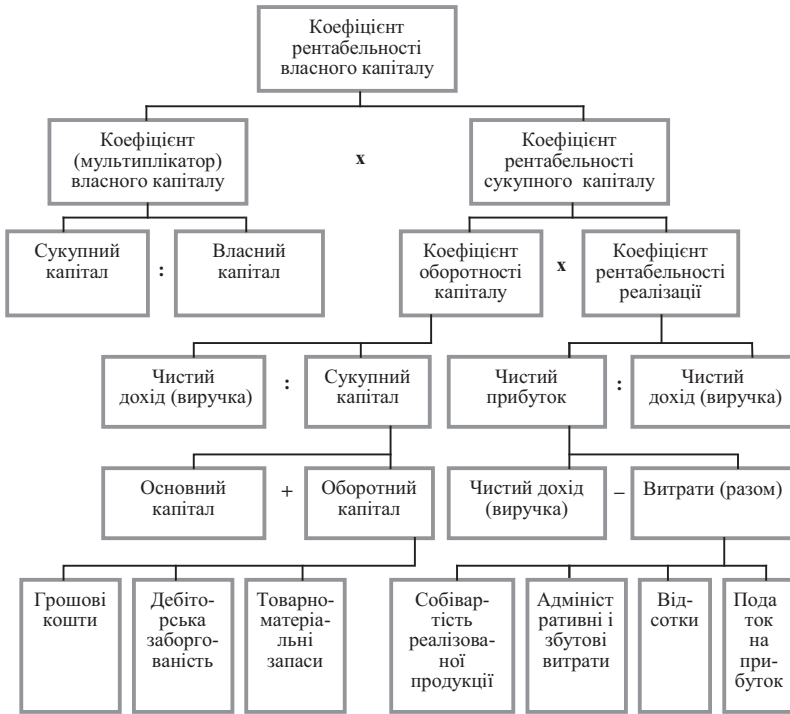 Коефіцієнт
рентабельності
власного капіталу
Коефіцієнт
(мультиплікатор)
власного капіталу
х
Коефіцієнт
рентабельності
сукупного капіталу
Сукупний
капітал
:
Власний
капітал
Коефіцієнт
оборотності
капіталу
х
Коефіцієнт
рентабельності
реалізації
Чистий
дохід (виручка)
:
Сукупний
капітал
Чистий
прибуток
:
Чистий
дохід (виручка)
Основний
капітал
+
Оборотний
капітал
Чистий дохід
(виручка)
–
Витрати (разом)
Грошові
кошти
Дебіто-
рська
заборго-
ваність
Товарно-
матеріа-
льні
запаси
Собівар-
тість
реалізова-
ної
продукції
Адмініст
ративні і
збутові
витрати
Від-
сотки
Пода
ток
на
при-
буток